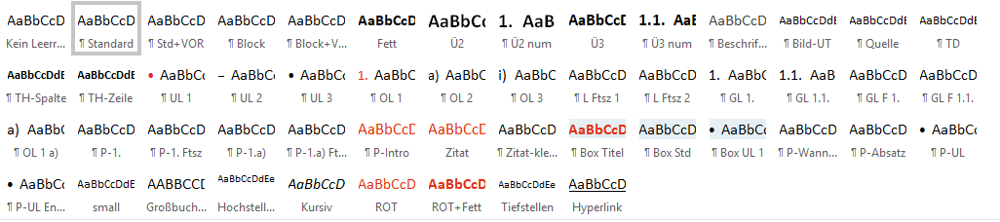 AaBbCcD AaBbCcD AaBbCcD AaBbCcD AaBbCcD AaBbCcD AaBbCcD 1. AaB AaBbCcD 1.1. AaE AaBbCcD AaBbCcDdE AaBbCcDdE AaBbCcDdE
Kein Leerr... ¶ Standard ¶ Std+VOR ¶ Block ¶ Block+V... Fett Ü2 ¶ Ü2 num Ü3 ¶ Ü3 num ¶ Beschrif... ¶ Bild-UT ¶ Quelle ¶ TD
AaBbCcDdE AaBbCcDdE • AaBbCc – AaBbCc • AaBbCc 1. AaBbC a) AaBbC i) AaBbC AaBbCcD AaBbCcD 1. AaBbC 1.1. AaB AaBbCcD AaBbCcD
¶ TH-Spalte ¶ TH-Zeile ¶ UL 1 ¶ UL 2 ¶ UL 3 ¶ OL 1 ¶ OL 2 ¶ OL 3 ¶ L Ftsz 1 ¶ L Ftsz 2 ¶ GL 1. ¶ GL 1.1. ¶ GL F 1. ¶ GL F 1.1.
a) AaBbC AaBbCcD AaBbCcD AaBbCcD AaBbCcD AaBbCcD AaBbCcD AaBbCcD AaBbCcD AaBbCcD • AaBbCc AaBbCcD AaBbCcD • AaBbCc
¶ OL 1 a) ¶ P-1. ¶ P-1. Ftsz ¶ P-1.a) ¶ P-1.a) Ft... ¶ P-Intro Zitat ¶ Zitat-kle... ¶ Box Titel ¶ Box Std ¶ Box UL 1 ¶ P-Wann... ¶ P-Absatz ¶ P-UL
• AaBbCc AaBbCcDdE AABBCCD AaBbCcDdEe AaBbCcD AaBbCcD AaBbCcD AaBbCcDdEe AaBbCcD
¶ P-UL En... small Großbuch... Hochstell... Kursiv ROT ROT+Fett Tiefstellen Hyperlink